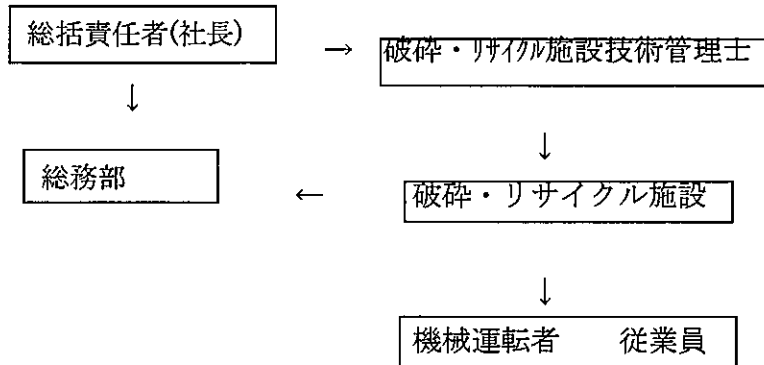 総括責任者(社長)
→
破砕・リサイクル施設技術管理士
↓
↓
総務部
←
破砕・リサイクル施設
↓
機械運転者　　従業員